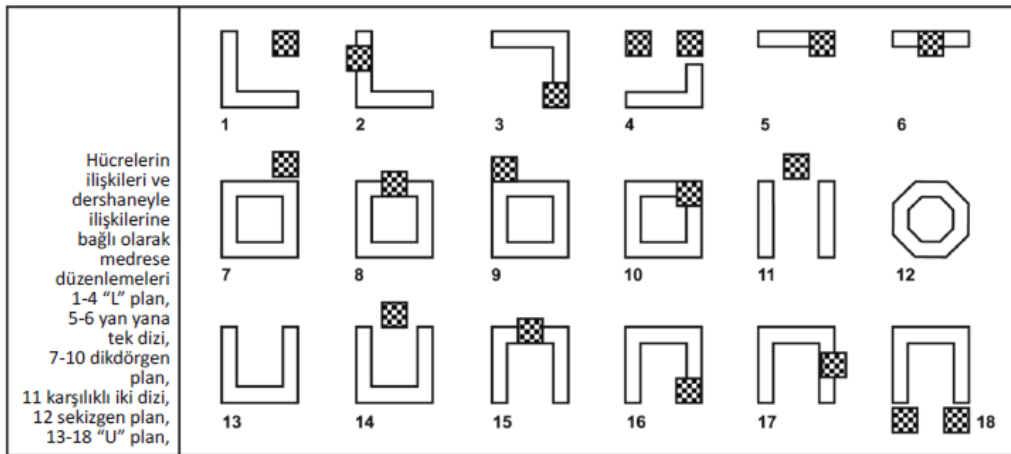 1 2 3 4 5 6
Hücrelerin
ilişkileri ve
dershaneyle
ilişkilerine
bağlı olarak
medrese
düzenlemeleri
1-4 “L” plan,
5-6 yan yana
tek dizi,
7-10 dikdörgen
plan,
11 karşılıklı iki dizi,
12 sekizgen plan,
13-18 “U” plan,
7 8 9 10 11 12
13 14 15 16 17 18